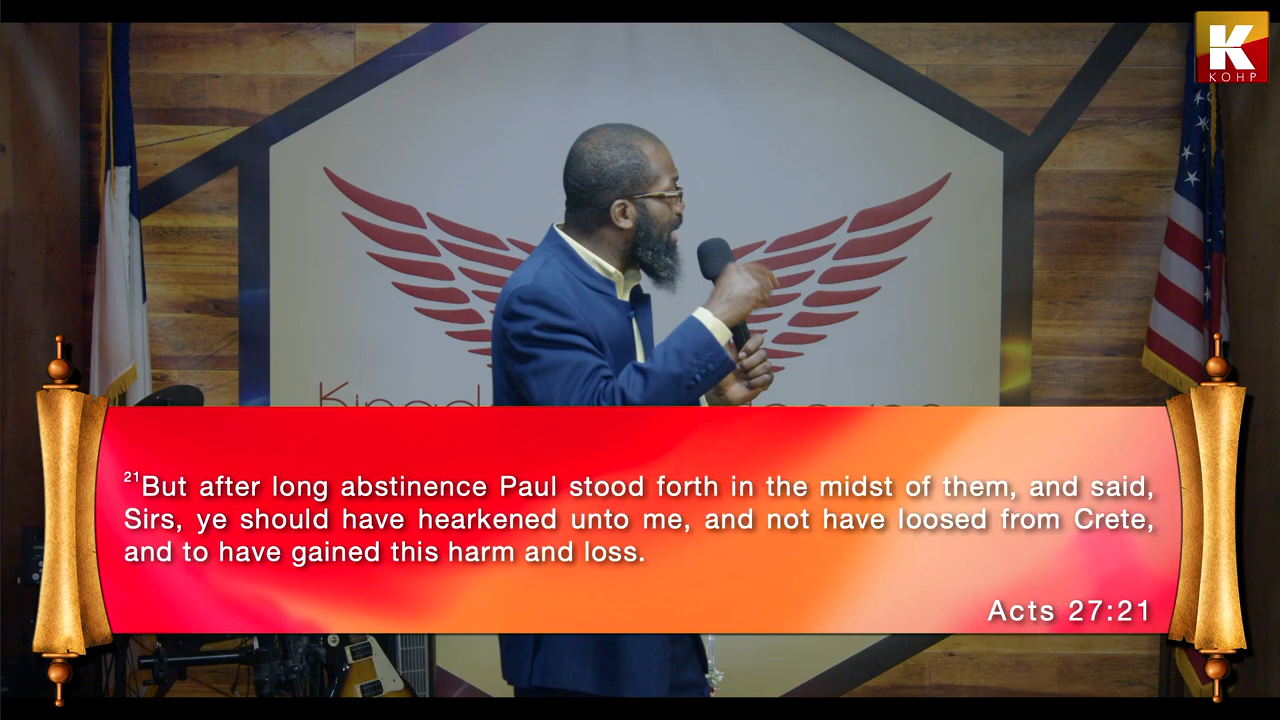 K
KOHP
²¹But after long abstinence Paul stood forth in the midst of them, and said,
Sirs, ye should have hearkened unto me, and not have loosed from Crete,
and to have gained this harm and loss.
Acts 27:21